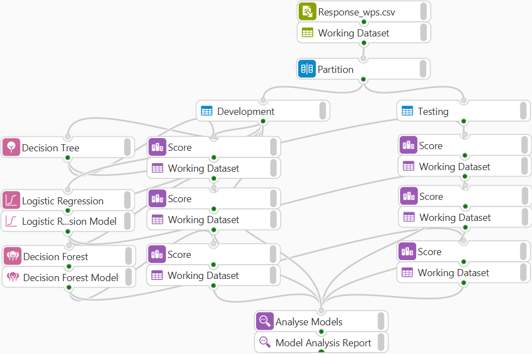 Response_wps.csv
Working Dataset
Partition
Development
Testing
Decision Tree
Score
Score
Working Dataset
Working Dataset
Logistic Regression
Score
Score
Logistic R...sion Model
Working Dataset
Working Dataset
Decision Forest
Score
Score
Decision Forest Model
Working Dataset
Working Dataset
Analyse Models
Model Analysis Report